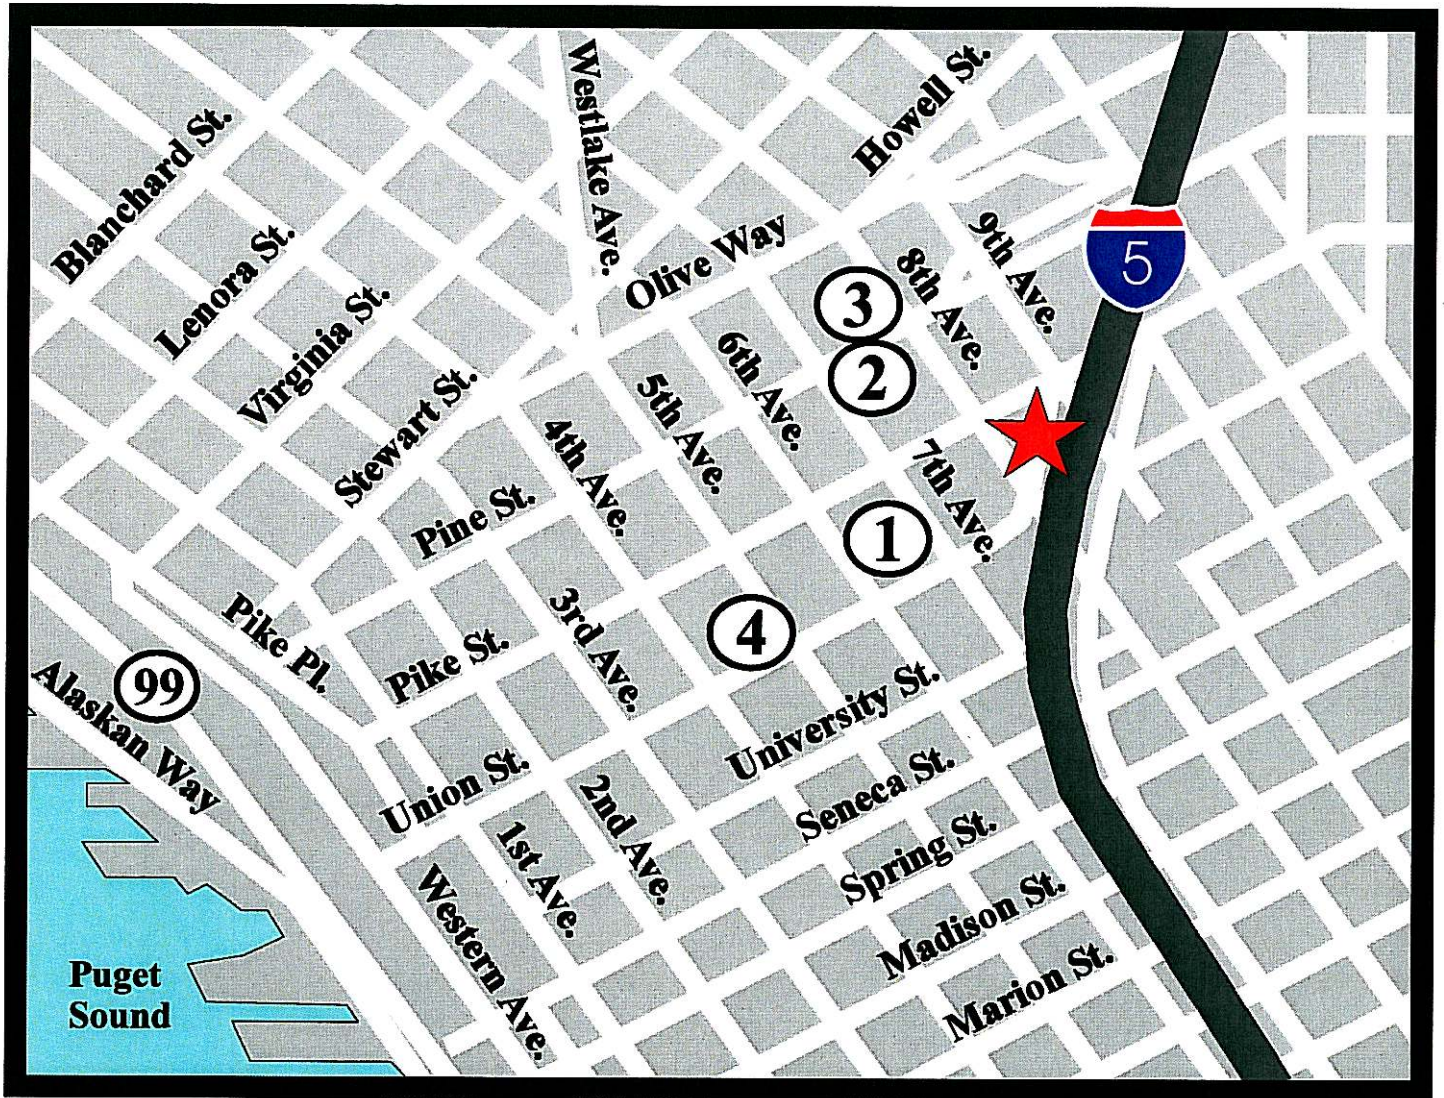 Westlake Ave.
Howell St.
Blanchard St.
Lenora St.
Olive Way
9th Ave.
8th Ave.
5
Virginia St.
3
6th Ave.
2
Stewart St.
5th Ave.
4th Ave.
7th Ave.
Pine St.
1
Pike Pl.
3rd Ave.
4
Pike St.
99
Alaskan Way
University St.
Union St.
2nd Ave.
Seneca St.
1st Ave.
Spring St.
Western Ave.
Madison St.
Marion St.
Puget
Sound